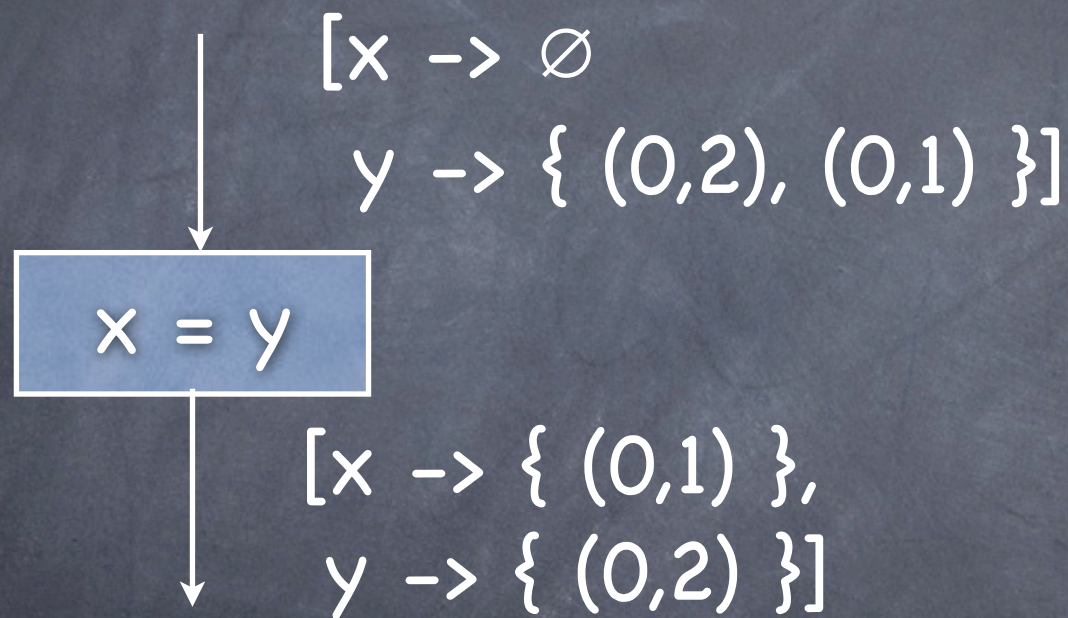 [x -> ∅
y -> { (0,2), (0,1) }]
x = y
[x -> { (0,1) },
y -> { (0,2) }]